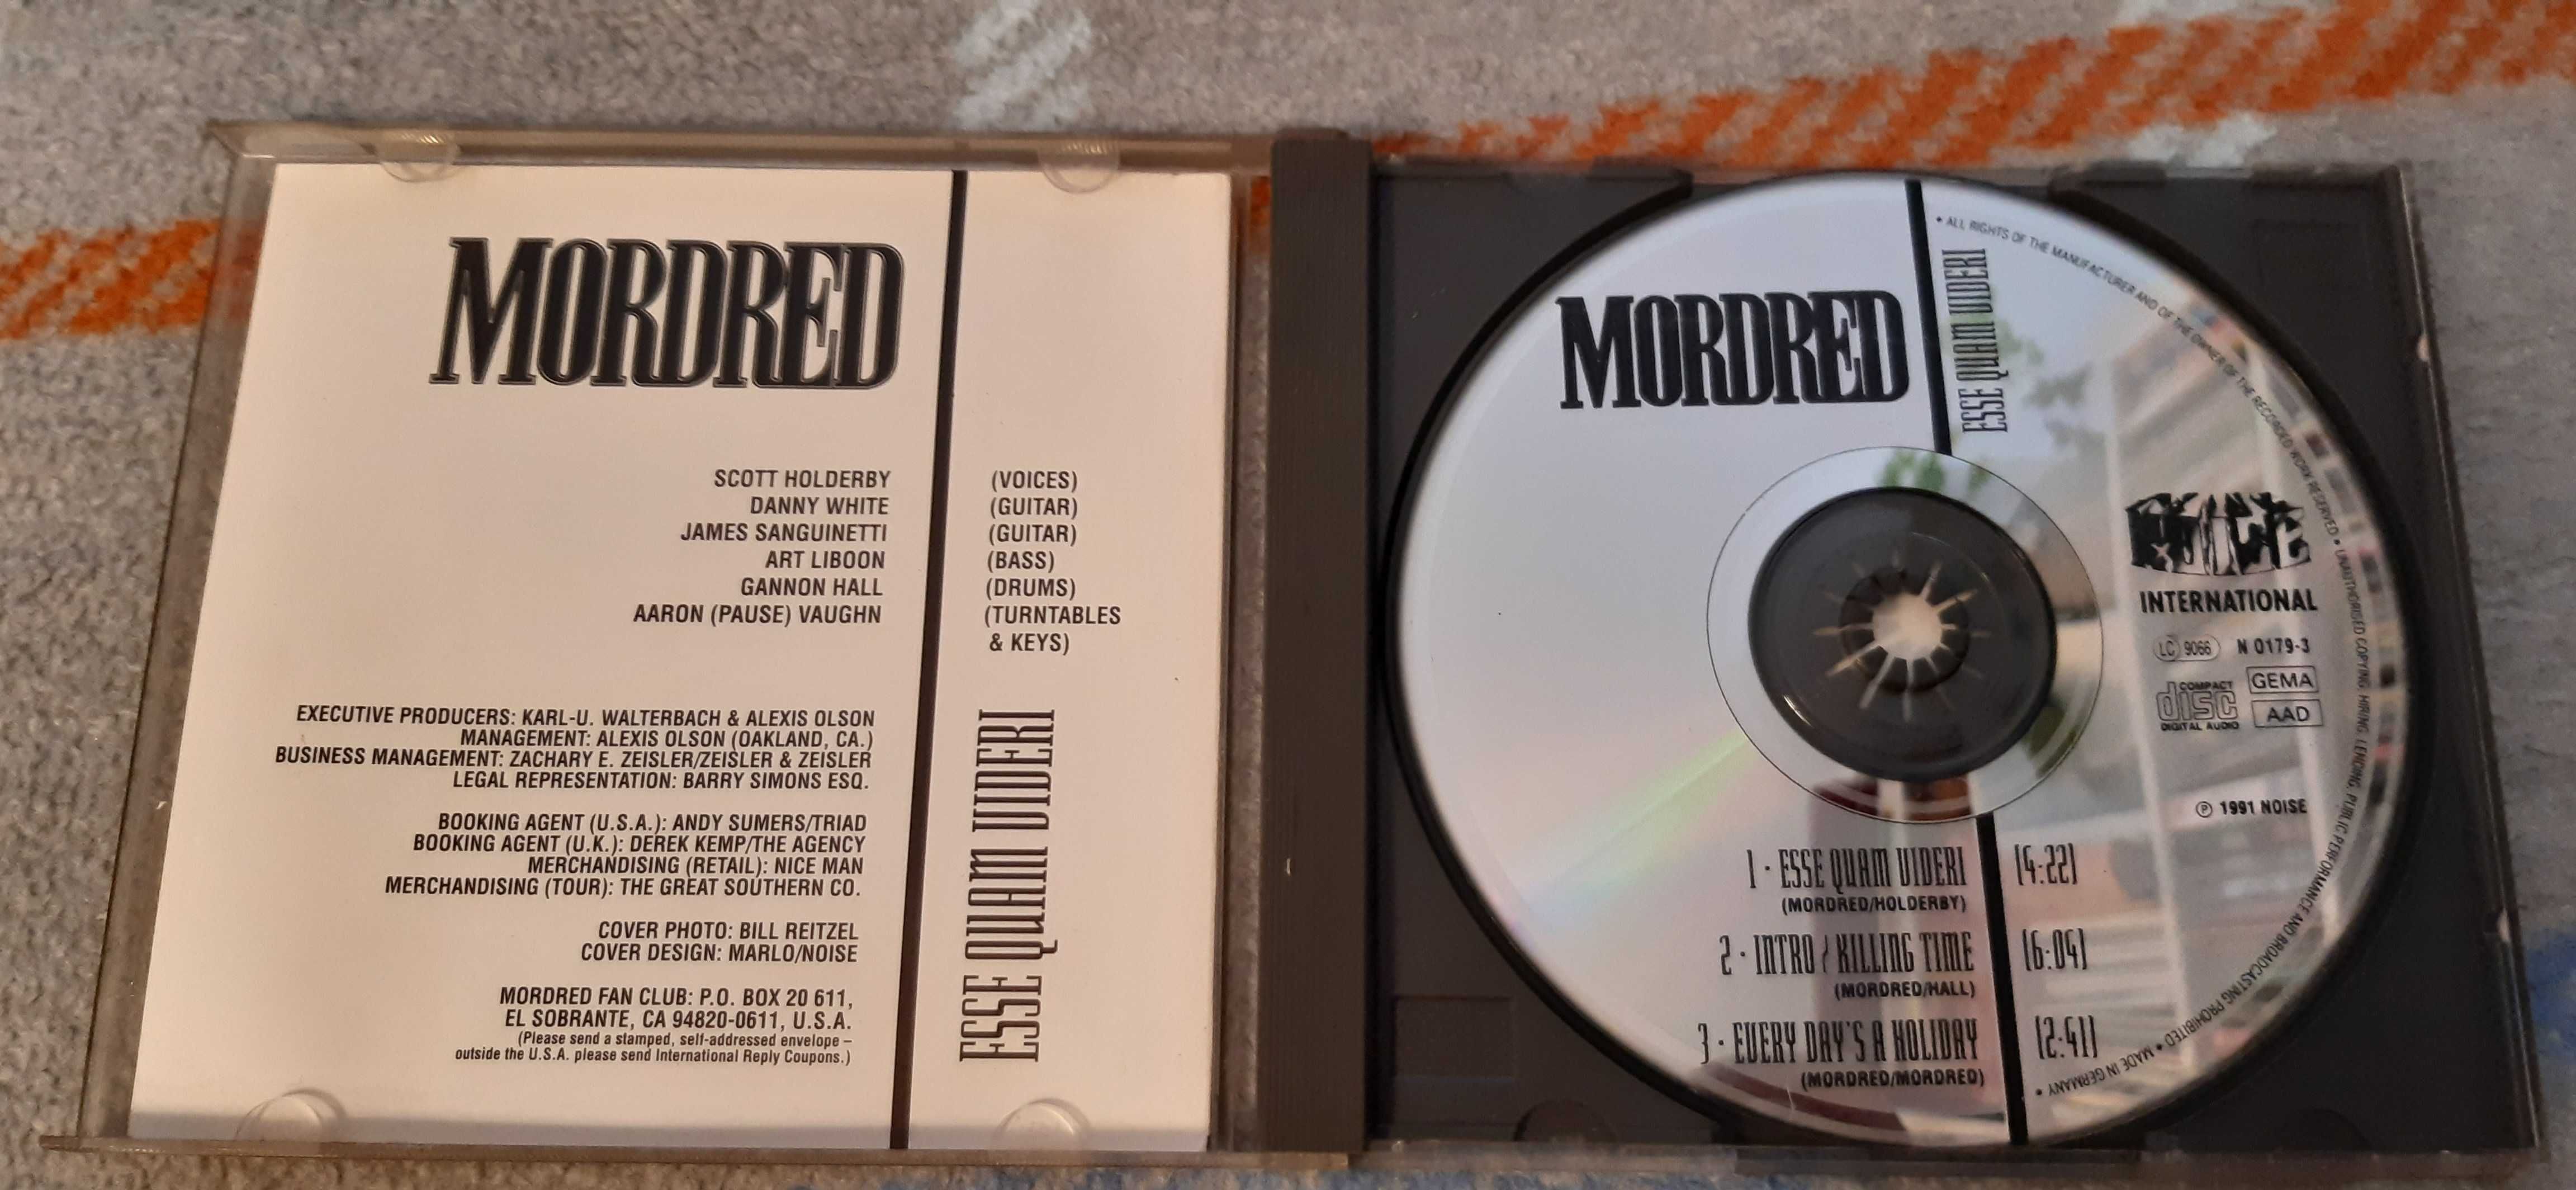 MORDRED
SCOTT HOLDERBY (VOICES)
DANNY WHITE (GUITAR)
JAMES SANGUINETTI (GUITAR)
ART LIBOON (BASS)
GANNON HALL (DRUMS)
AARON (PAUSE) VAUGHN (TURNTABLES
& KEYS)
EXECUTIVE PRODUCERS: KARL-U. WALTERBACH & ALEXIS OLSON
MANAGEMENT: ALEXIS OLSON (OAKLAND, CA.)
BUSINESS MANAGEMENT: ZACHARY E. ZEISLER/ZEISLER & ZEISLER
LEGAL REPRESENTATION: BARRY SIMONS ESQ.
BOOKING AGENT (U.S.A.): ANDY SUMERS/TRIAD
BOOKING AGENT (U.K.): DEREK KEMP/THE AGENCY
MERCHANDISING (RETAIL): NICE MAN
MERCHANDISING (TOUR): THE GREAT SOUTHERN CO.
COVER PHOTO: BILL REITZEL
COVER DESIGN: MARLO/NOISE
MORDRED FAN CLUB: P.O. BOX 20 611,
EL SOBRANTE, CA 94820-0611, U.S.A.
(Please send a stamped, self-addressed envelope –
outside the U.S.A. please send International Reply Coupons.)
ESSE QUAM VIDERI
MORDRED
ESSE QUAM VIDERI
• ALL RIGHTS OF THE MANUFACTURER AND OF THE OWNER OF THE RECORDED WORK RESERVED • UNAUTHORISED COPYING, HIRING, LENDING, PUBLIC PERFORMANCE AND BROADCASTING PROHIBITED • MADE IN GERMANY •
NOISE
INTERNATIONAL
LC 9066 N 0179-3
COMPACT disc DIGITAL AUDIO
GEMA
AAD
℗ 1991 NOISE
1 · ESSE QUAM VIDERI (4:22)
(MORDRED/HOLDERBY)
2 · INTRO / KILLING TIME (6:04)
(MORDRED/HALL)
3 · EVERY DAY'S A HOLIDAY (2:41)
(MORDRED/MORDRED)